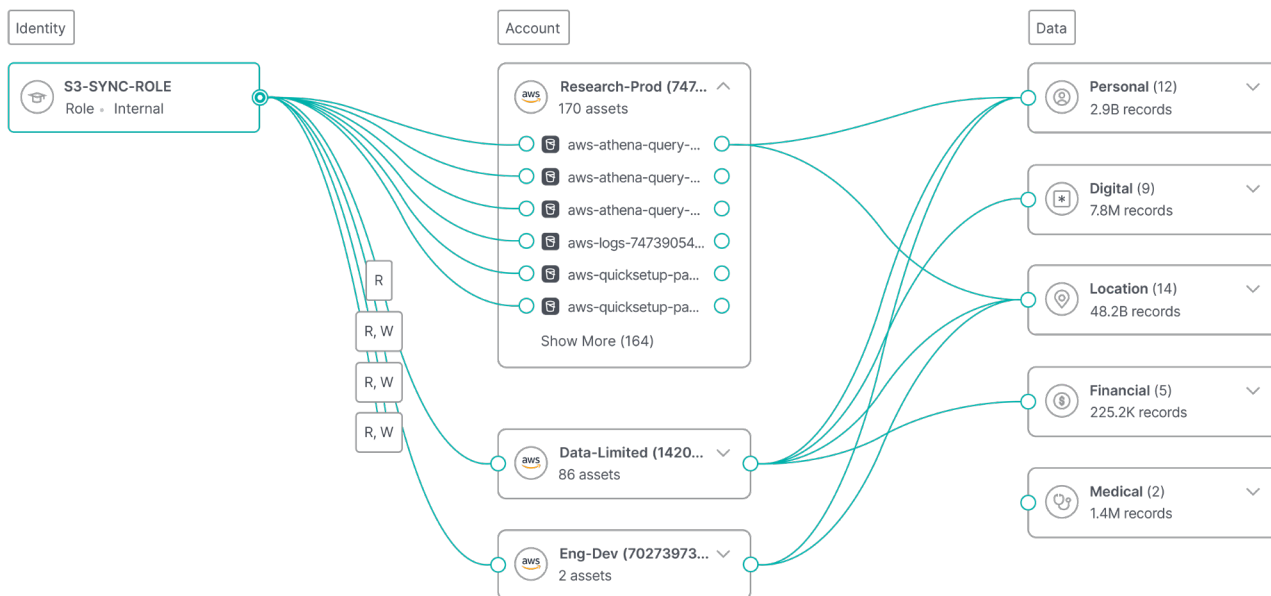 Identity
S3-SYNC-ROLE
Role • Internal
R
R, W
R, W
R, W
Account
aws
Research-Prod (747...
170 assets
aws-athena-query-...
aws-athena-query-...
aws-athena-query-...
aws-logs-74739054...
aws-quicksetup-pa...
aws-quicksetup-pa...
Show More (164)
aws
Data-Limited (1420...
86 assets
aws
Eng-Dev (70273973...
2 assets
Data
Personal (12)
2.9B records
Digital (9)
7.8M records
Location (14)
48.2B records
Financial (5)
225.2K records
Medical (2)
1.4M records